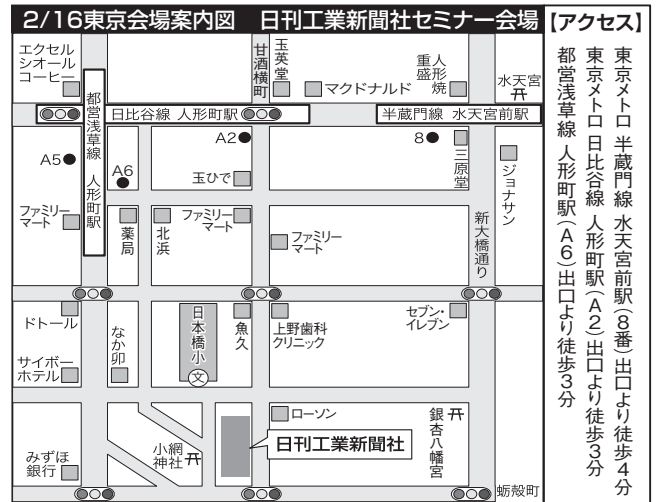 2/16東京会場案内図 日刊工業新聞社セミナー会場
エクセル
シオール
コーヒー
都営浅草線 人形町駅
甘酒横町
玉英堂
マクドナルド
重盛
人形焼
水天宮
日比谷線 人形町駅
半蔵門線 水天宮前駅
A5
A6
A2
玉ひで
8
三原堂
ジョナサン
ファミリー
マート
薬局
北浜
ファミリー
マート
ファミリー
マート
新大橋通り
ドトール
なか卯
日本橋小
文
魚久
上野歯科
クリニック
セブン・
イレブン
サイボー
ホテル
みずほ
銀行
小網
神社
ローソン
日刊工業新聞社
銀杏八幡宮
蛎殻町
【アクセス】
東京メトロ 半蔵門線 水天宮前駅(8番)出口より徒歩4分
東京メトロ 日比谷線 人形町駅(A2)出口より徒歩3分
都営浅草線 人形町駅(A6)出口より徒歩3分